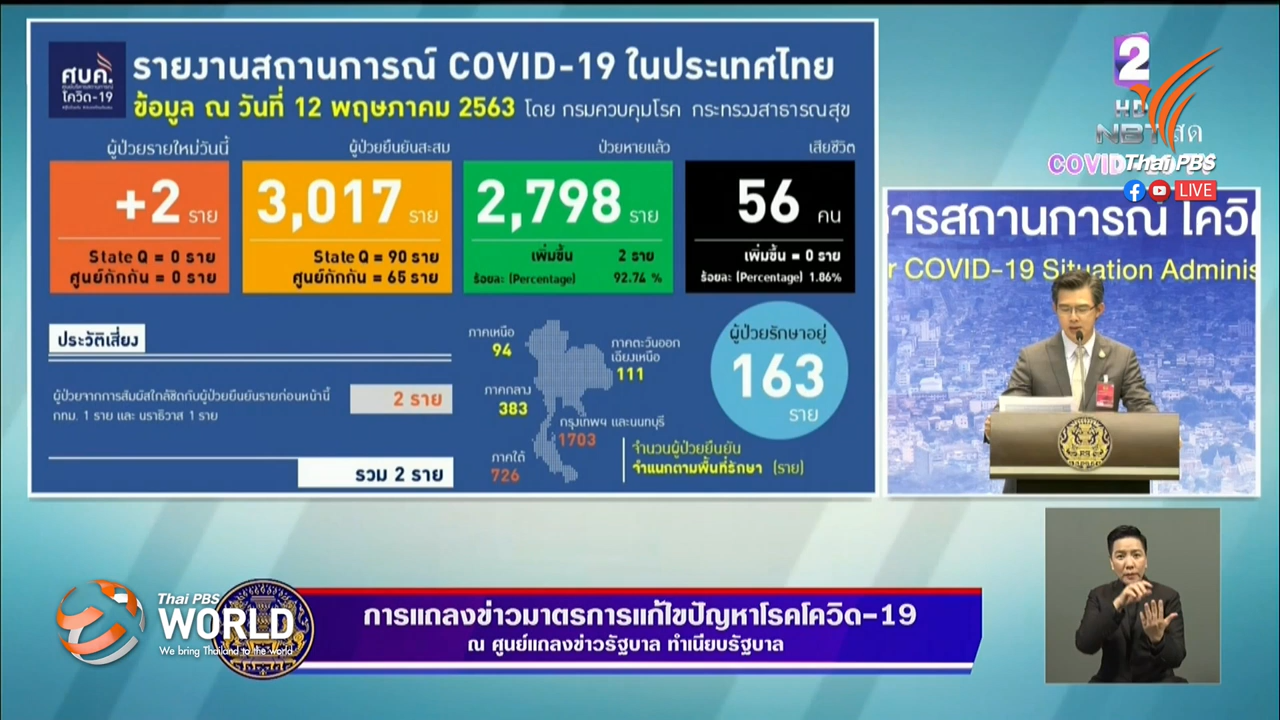 ศบค.
โควิด-19
รายงานสถานการณ์ COVID-19 ในประเทศไทย
ข้อมูล ณ วันที่ 12 พฤษภาคม 2563 โดย กรมควบคุมโรค กระทรวงสาธารณสุข
ผู้ป่วยรายใหม่วันนี้
+2 ราย
State Q = 0 ราย
ศูนย์กักกัน = 0 ราย
ผู้ป่วยยืนยันสะสม
3,017 ราย
State Q = 90 ราย
ศูนย์กักกัน = 65 ราย
ป่วยหายแล้ว
2,798 ราย
เพิ่มขึ้น 2 ราย
ร้อยละ (Percentage) 92.74 %
เสียชีวิต
56 คน
เพิ่มขึ้น = 0 ราย
ร้อยละ (Percentage) 1.86%
ประวัติเสี่ยง
ผู้ป่วยจากการสัมผัสใกล้ชิดกับผู้ป่วยยืนยันรายก่อนหน้านี้
กทม. 1 ราย และ นราธิวาส 1 ราย
2 ราย
รวม 2 ราย
ภาคเหนือ
94
ภาคตะวันออก
เฉียงเหนือ
111
ภาคกลาง
383
กรุงเทพฯ และนนทบุรี
1703
ภาคใต้
726
ผู้ป่วยรักษาอยู่
163
ราย
จำนวนผู้ป่วยยืนยัน
จำแนกตามพื้นที่รักษา (ราย)
2
HD
NBT สด
COVID
Thai PBS
LIVE
ารสถานการณ์ โควิ
r COVID-19 Situation Adminis
Thai PBS
WORLD
We bring Thailand to the world
การแถลงข่าวมาตรการแก้ไขปัญหาโรคโควิด-19
ณ ศูนย์แถลงข่าวรัฐบาล ทำเนียบรัฐบาล